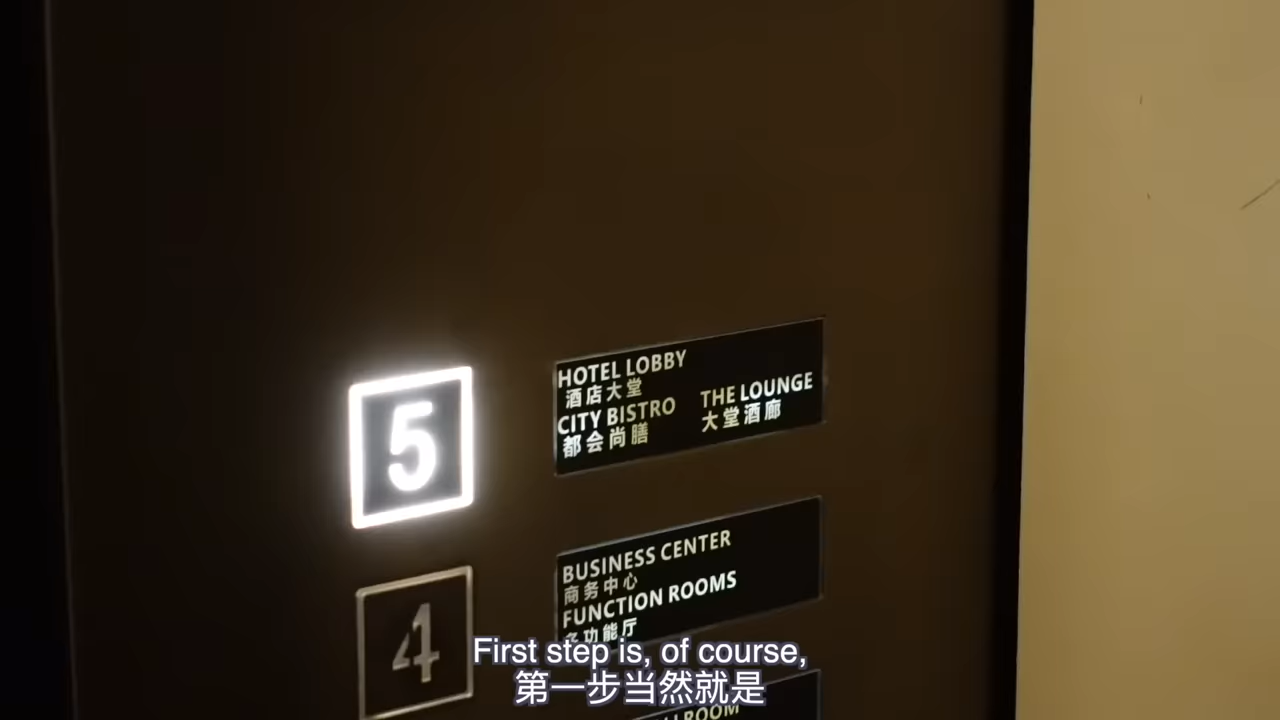 5
HOTEL LOBBY
酒店大堂
CITY BISTRO
都会尚膳
THE LOUNGE
大堂酒廊
4
BUSINESS CENTER
商务中心
FUNCTION ROOMS
多功能厅
ROOM
First step is, of course,
第一步当然就是